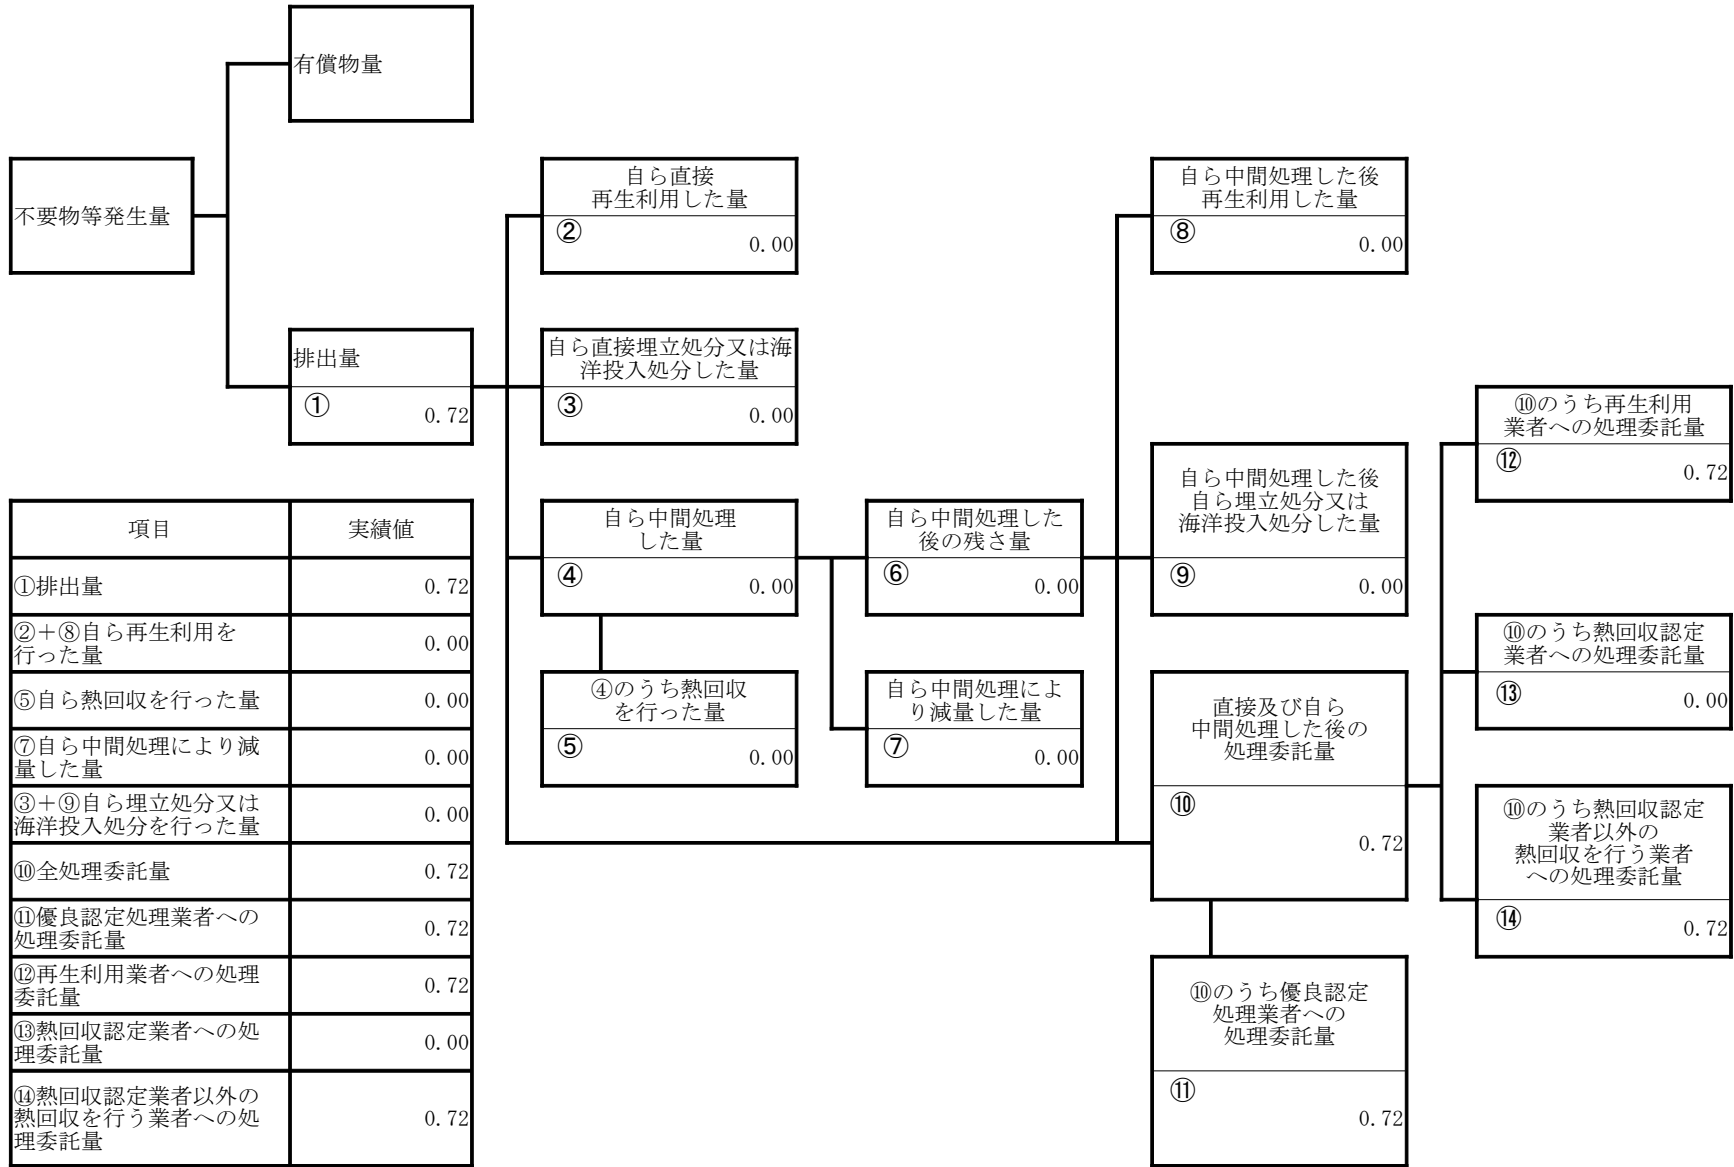 有償物量
不要物等発生量
排出量
①
0.72
自ら直接
再生利用した量
②
0.00
自ら直接埋立処分又は海
洋投入処分した量
③
0.00
自ら中間処理
した量
④
0.00
④のうち熱回収
を行った量
⑤
0.00
自ら中間処理した
後の残さ量
⑥
0.00
自ら中間処理によ
り減量した量
⑦
0.00
自ら中間処理した後
再生利用した量
⑧
0.00
自ら中間処理した後
自ら埋立処分又は
海洋投入処分した量
⑨
0.00
直接及び自ら
中間処理した後の
処理委託量
⑩
0.72
⑩のうち優良認定
処理業者への
処理委託量
⑪
0.72
⑩のうち再生利用
業者への処理委託量
⑫
0.72
⑩のうち熱回収認定
業者への処理委託量
⑬
0.00
⑩のうち熱回収認定
業者以外の
熱回収を行う業者
への処理委託量
⑭
0.72
項目 実績値
①排出量 0.72
②＋⑧自ら再生利用を
行った量 0.00
⑤自ら熱回収を行った量 0.00
⑦自ら中間処理により減
量した量 0.00
③＋⑨自ら埋立処分又は
海洋投入処分を行った量 0.00
⑩全処理委託量 0.72
⑪優良認定処理業者への
処理委託量 0.72
⑫再生利用業者への処理
委託量 0.72
⑬熱回収認定業者への処
理委託量 0.00
⑭熱回収認定業者以外の
熱回収を行う業者への処
理委託量 0.72